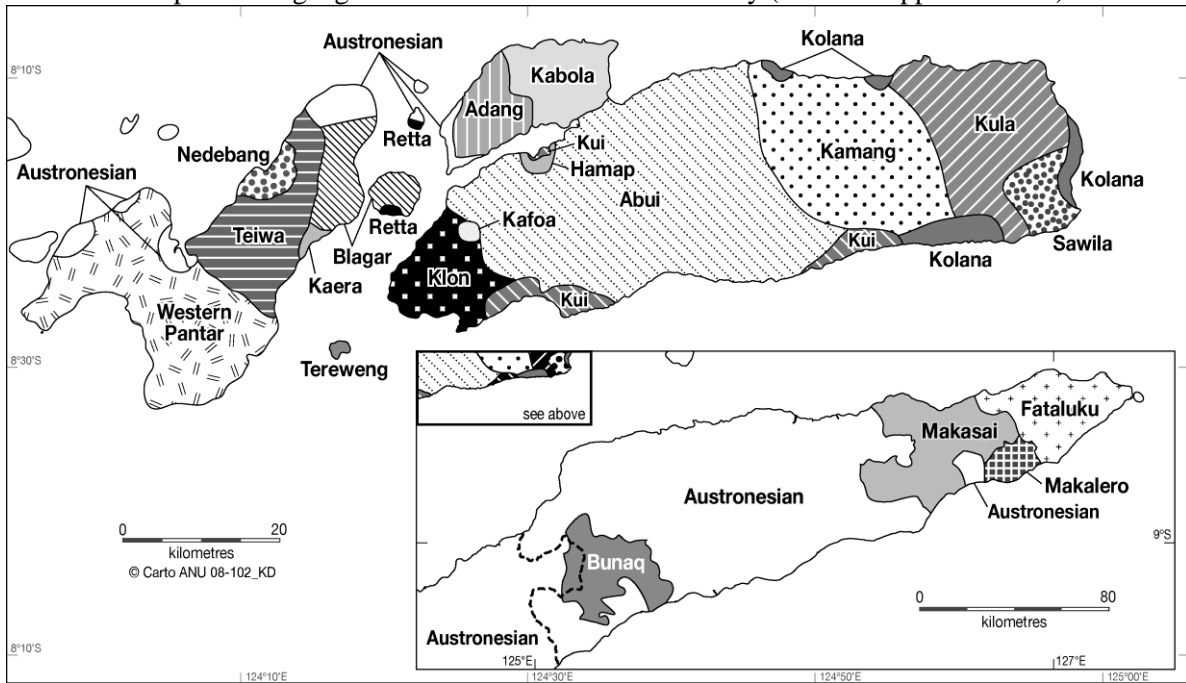 Austronesian
Kolana
8°10'S
Kabola
Adang
Retta
Nedebang
Kui
Hamap
Kamang
Kula
Austronesian
Abui
Kolana
Retta
Kafoa
Teiwa
Blagar
Kui
Sawila
Kolana
Kaera
Klon
Kui
Western
Pantar
8°30'S
Tereweng
see above
Fataluku
Makasai
Makalero
Austronesian
Austronesian
0 20
kilometres
© Carto ANU 08-102_KD
9°S
Bunaq
0 80
kilometres
Austronesian
125°E
127°E
8°10'S
124°10'E
124°30'E
124°50'E
125°00'E